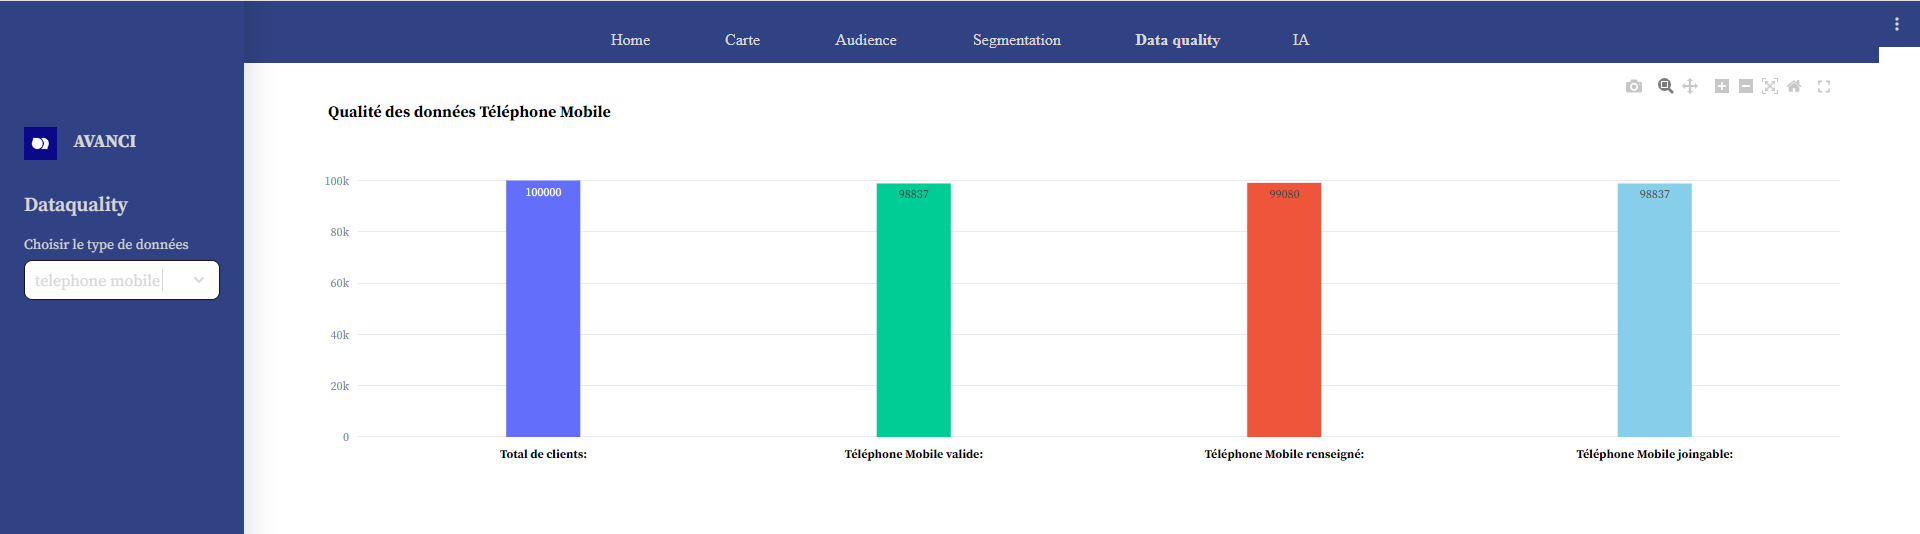 Home Carte Audience Segmentation Data quality IA
AVANCI
Dataquality
Choisir le type de données
telephone mobile
Qualité des données Téléphone Mobile
100k
80k
60k
40k
20k
0
100000 98837 99080 98837
Total de clients: Téléphone Mobile valide: Téléphone Mobile renseigné: Téléphone Mobile joingable: